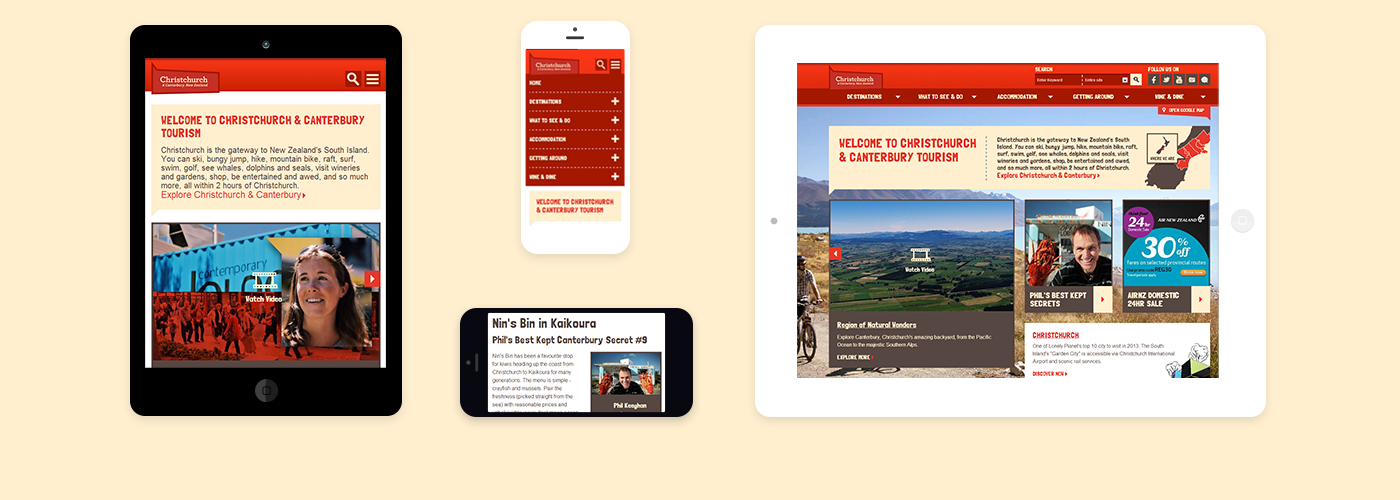 Christchurch
& Canterbury, New Zealand
WELCOME TO CHRISTCHURCH & CANTERBURY
TOURISM
Christchurch is the gateway to New Zealand's South Island.
You can ski, bungy jump, hike, mountain bike, raft, surf,
swim, golf, see whales, dolphins and seals, visit wineries
and gardens, shop, be entertained and awed, and so much
more, all within 2 hours of Christchurch.
Explore Christchurch & Canterbury
contemporary
Watch Video
Christchurch
& Canterbury, New Zealand
HOME
DESTINATIONS
WHAT TO SEE & DO
ACCOMMODATION
GETTING AROUND
WINE & DINE
WELCOME TO CHRISTCHURCH
& CANTERBURY TOURISM
Nin's Bin in Kaikoura
Phil's Best Kept Canterbury Secret #9
Nin's Bin has been a favourite stop
for kiwis heading up the coast from
Christchurch to Kaikoura for many
generations. The menu is simple -
crayfish and mussels. Pair the
freshness (picked straight from the
sea) with reasonable prices and
Phil Keoghan
Christchurch
& Canterbury, New Zealand
SEARCH
Enter Keyword
Entire site
FOLLOW US ON
DESTINATIONS
WHAT TO SEE & DO
ACCOMMODATION
GETTING AROUND
WINE & DINE
OPEN GOOGLE MAP
WELCOME TO CHRISTCHURCH
& CANTERBURY TOURISM
Christchurch is the gateway to New Zealand's South
Island. You can ski, bungy jump, hike, mountain bike, raft,
surf, swim, golf, see whales, dolphins and seals, visit
wineries and gardens, shop, be entertained and awed,
and so much more, all within 2 hours of Christchurch.
Explore Christchurch & Canterbury
WHERE WE ARE
Watch Video
Region of Natural Wonders
Explore Canterbury, Christchurch's amazing backyard, from the Pacific
Ocean to the majestic Southern Alps.
EXPLORE MORE
PHIL'S BEST KEPT
SECRETS
24hr
Domestic Sale
AIR NEW ZEALAND
30% off
fares on selected provincial routes
Use promo code REG30
Book now
AIRNZ DOMESTIC
24HR SALE
CHRISTCHURCH
One of Lonely Planet's top 10 city to visit in 2013. The South
Island's "Garden City" is accessible via Christchurch International
Airport and scenic rail services.
DISCOVER NEW